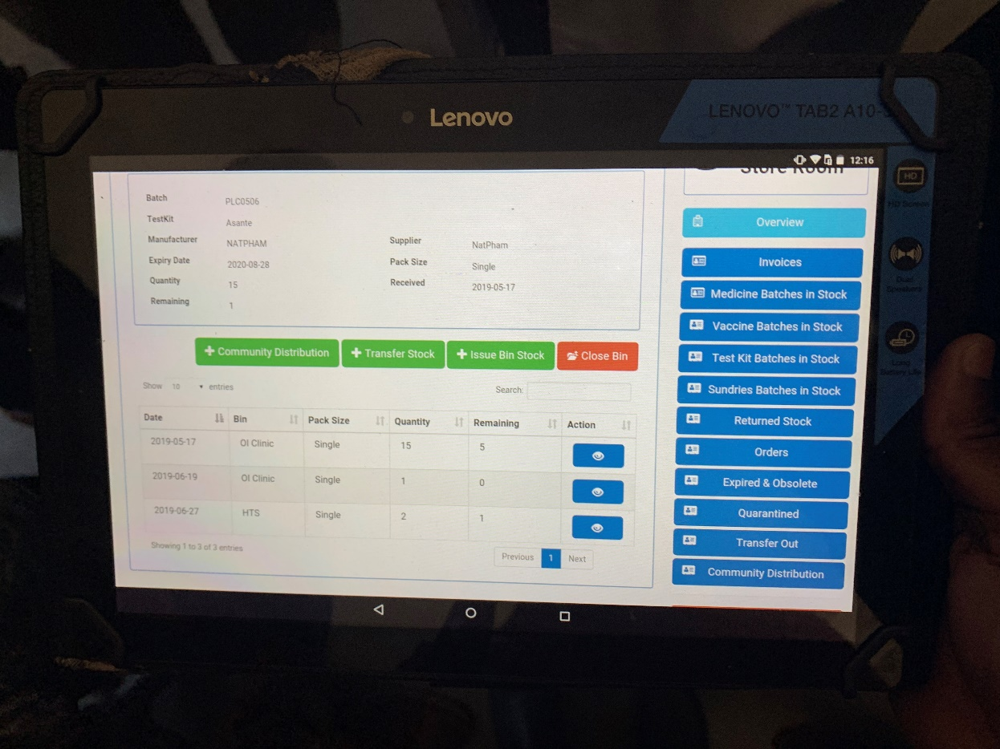 Lenovo
LENOVO™ TAB2 A10-
12:16
Store Room
Batch PLC0506
TestKit Asante
Manufacturer NATPHAM Supplier NatPham
Expiry Date 2020-08-28 Pack Size Single
Quantity 15 Received 2019-05-17
Remaining 1
Community Distribution Transfer Stock Issue Bin Stock Close Bin
Show 10 entries Search:
Date Bin Pack Size Quantity Remaining Action
2019-05-17 OI Clinic Single 15 5
2019-06-19 OI Clinic Single 1 0
2019-06-27 HTS Single 2 1
Showing 1 to 3 of 3 entries Previous 1 Next
Overview
Invoices
Medicine Batches in Stock
Vaccine Batches in Stock
Test Kit Batches in Stock
Sundries Batches in Stock
Returned Stock
Orders
Expired & Obsolete
Quarantined
Transfer Out
Community Distribution
HD
HD Screen
Dual
Speakers
Long
Battery Life